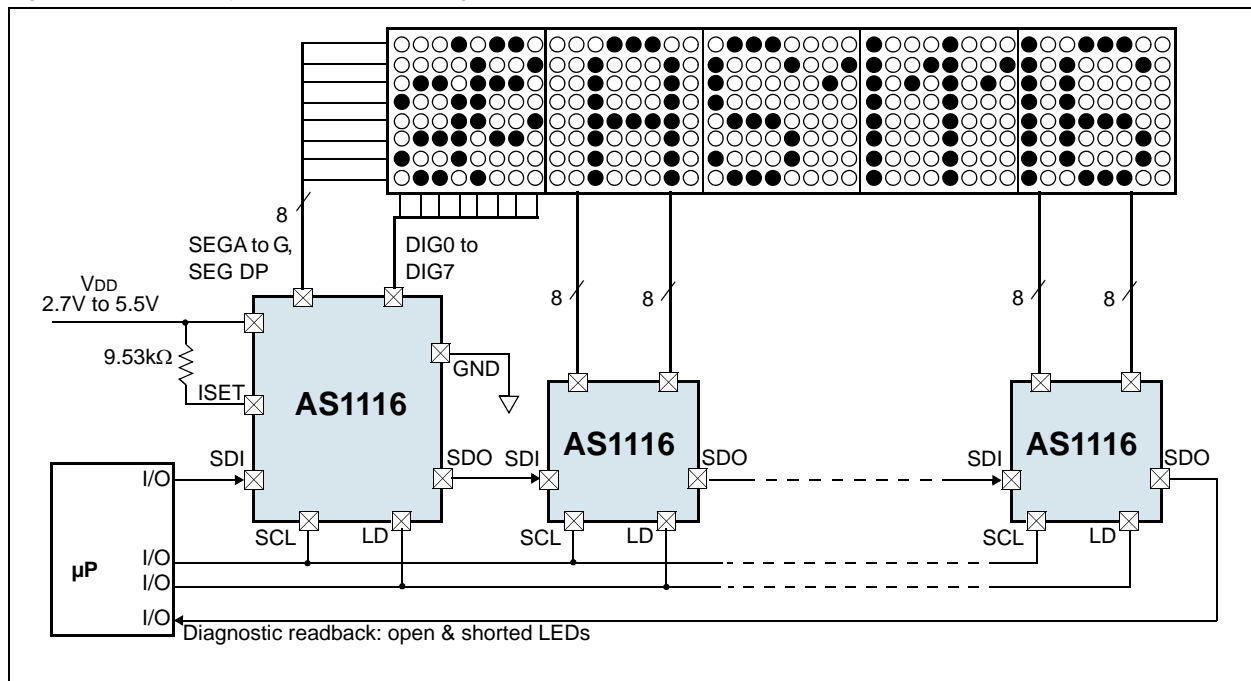 8
SEGA to G,
SEG DP
DIG0 to
DIG7
VDD
2.7V to 5.5V
8
8
8
8
9.53kΩ
GND
ISET
AS1116
AS1116
AS1116
SDI
SDO
SDI
SDO
SDI
SDO
I/O
SCL
LD
SCL
LD
SCL
LD
µP
I/O
I/O
I/O
Diagnostic readback: open & shorted LEDs